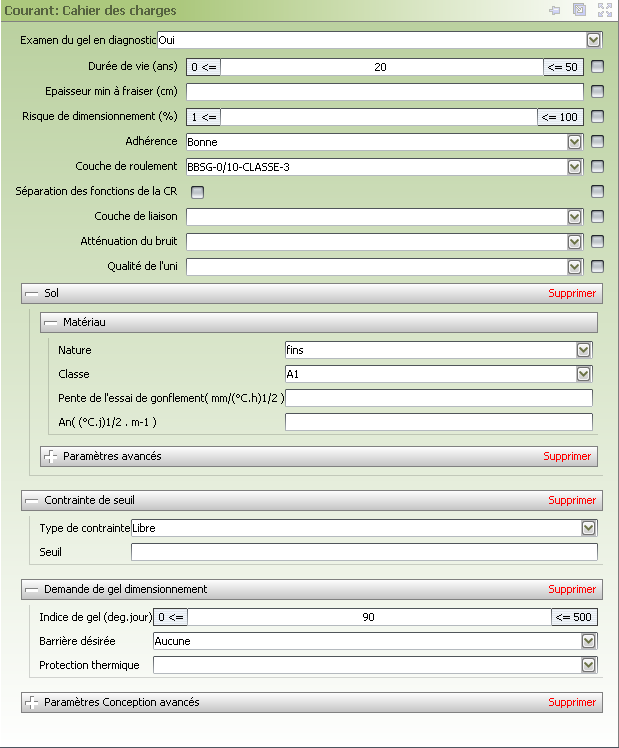 Courant: Cahier des charges
Examen du gel en diagnostic Oui
Durée de vie (ans) 0 <= 20 <= 50
Epaisseur min à fraiser (cm)
Risque de dimensionnement (%) 1 <= <= 100
Adhérence Bonne
Couche de roulement BBSG-0/10-CLASSE-3
Séparation des fonctions de la CR
Couche de liaison
Atténuation du bruit
Qualité de l'uni
Sol Supprimer
Matériau
Nature fins
Classe A1
Pente de l'essai de gonflement( mm/(°C.h)1/2 )
An( (°C.j)1/2 . m-1 )
Paramètres avancés Supprimer
Contrainte de seuil Supprimer
Type de contrainte Libre
Seuil
Demande de gel dimensionnement Supprimer
Indice de gel (deg.jour) 0 <= 90 <= 500
Barrière désirée Aucune
Protection thermique
Paramètres Conception avancés Supprimer